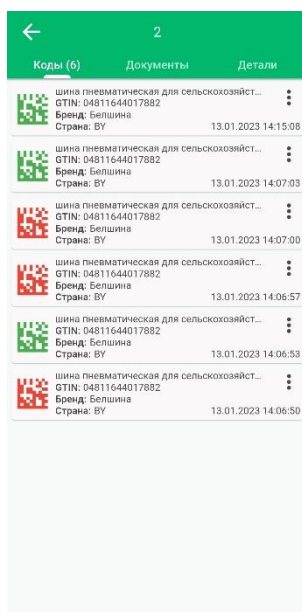 2
Коды (6) Документы Детали
шина пневматическая для сельскохозяйст...
GTIN: 04811644017882
Бренд: Белшина
Страна: BY 13.01.2023 14:15:08
шина пневматическая для сельскохозяйст...
GTIN: 04811644017882
Бренд: Белшина
Страна: BY 13.01.2023 14:07:03
шина пневматическая для сельскохозяйст...
GTIN: 04811644017882
Бренд: Белшина
Страна: BY 13.01.2023 14:07:00
шина пневматическая для сельскохозяйст...
GTIN: 04811644017882
Бренд: Белшина
Страна: BY 13.01.2023 14:06:57
шина пневматическая для сельскохозяйст...
GTIN: 04811644017882
Бренд: Белшина
Страна: BY 13.01.2023 14:06:53
шина пневматическая для сельскохозяйст...
GTIN: 04811644017882
Бренд: Белшина
Страна: BY 13.01.2023 14:06:50